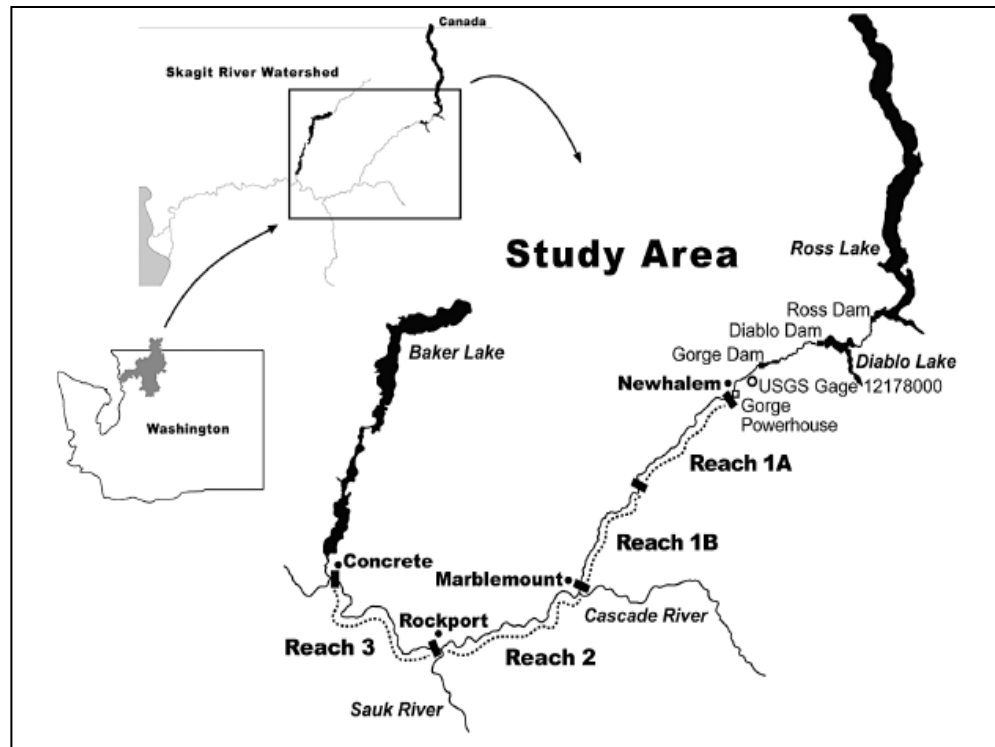 Canada
Skagit River Watershed
Study Area
Ross Lake
Ross Dam
Diablo Dam
Diablo Lake
Gorge Dam
Baker Lake
Newhalem
USGS Gage 12178000
Gorge
Powerhouse
Washington
Reach 1A
Reach 1B
Concrete
Marblemount
Cascade River
Rockport
Reach 3
Reach 2
Sauk River